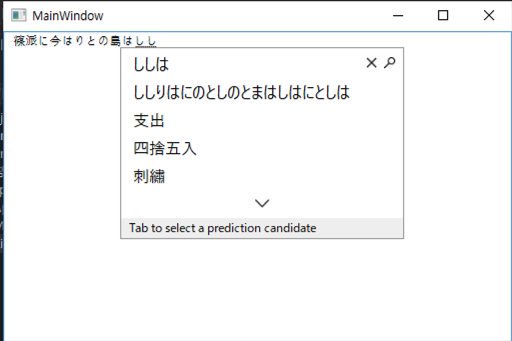 MainWindow
篠派に今はりとの島はしし
ししは
ししりはにのとしのとまはしはにとしは
支出
四捨五入
刺繡
Tab to select a prediction candidate